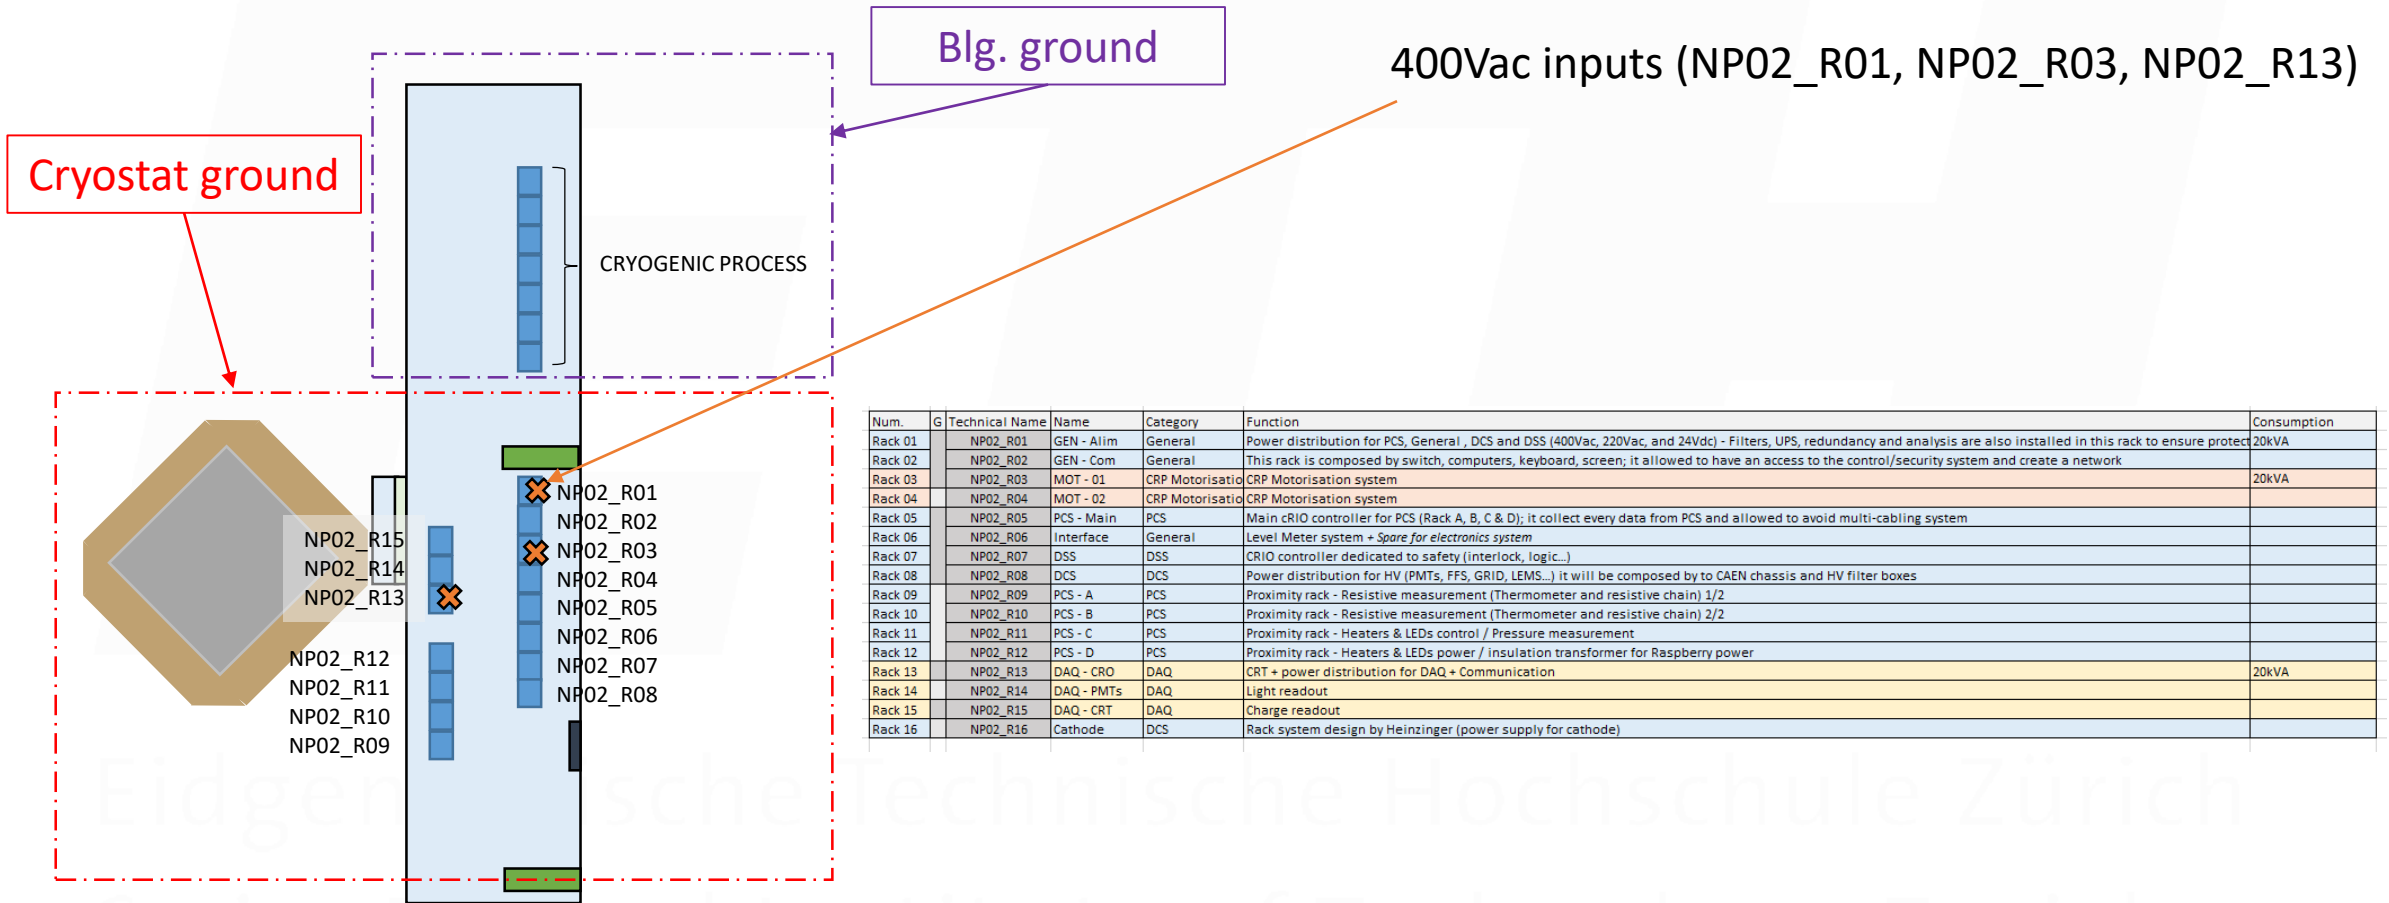 Blg. ground
400Vac inputs (NP02_R01, NP02_R03, NP02_R13)
Cryostat ground
CRYOGENIC PROCESS
NP02_R01
NP02_R02
NP02_R03
NP02_R04
NP02_R05
NP02_R06
NP02_R07
NP02_R08
NP02_R15
NP02_R14
NP02_R13
NP02_R12
NP02_R11
NP02_R10
NP02_R09
Num. G Technical Name Name Category Function Consumption
Rack 01 NP02_R01 GEN - Alim General Power distribution for PCS, General , DCS and DSS (400Vac, 220Vac, and 24Vdc) - Filters, UPS, redundancy and analysis are also installed in this rack to ensure protect 20kVA
Rack 02 NP02_R02 GEN - Com General This rack is composed by switch, computers, keyboard, screen; it allowed to have an access to the control/security system and create a network
Rack 03 NP02_R03 MOT - 01 CRP Motorisatio CRP Motorisation system 20kVA
Rack 04 NP02_R04 MOT - 02 CRP Motorisatio CRP Motorisation system
Rack 05 NP02_R05 PCS - Main PCS Main cRIO controller for PCS (Rack A, B, C & D); it collect every data from PCS and allowed to avoid multi-cabling system
Rack 06 NP02_R06 Interface General Level Meter system + Spare for electronics system
Rack 07 NP02_R07 DSS DSS CRIO controller dedicated to safety (interlock, logic...)
Rack 08 NP02_R08 DCS DCS Power distribution for HV (PMTs, FFS, GRID, LEMS...) it will be composed by to CAEN chassis and HV filter boxes
Rack 09 NP02_R09 PCS - A PCS Proximity rack - Resistive measurement (Thermometer and resistive chain) 1/2
Rack 10 NP02_R10 PCS - B PCS Proximity rack - Resistive measurement (Thermometer and resistive chain) 2/2
Rack 11 NP02_R11 PCS - C PCS Proximity rack - Heaters & LEDs control / Pressure measurement
Rack 12 NP02_R12 PCS - D PCS Proximity rack - Heaters & LEDs power / insulation transformer for Raspberry power
Rack 13 NP02_R13 DAQ - CRO DAQ CRT + power distribution for DAQ + Communication 20kVA
Rack 14 NP02_R14 DAQ - PMTs DAQ Light readout
Rack 15 NP02_R15 DAQ - CRT DAQ Charge readout
Rack 16 NP02_R16 Cathode DCS Rack system design by Heinzinger (power supply for cathode)
Technische Hochschule Zürich